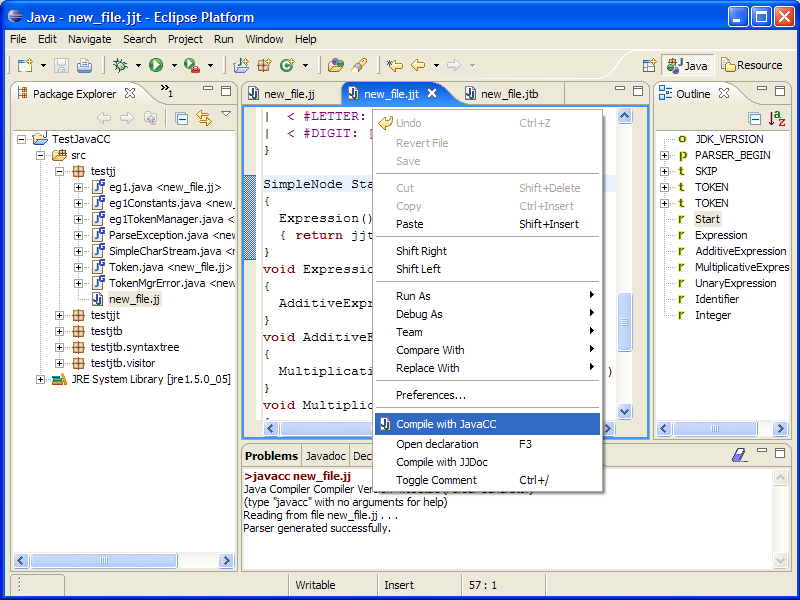 Java - new_file.jjt - Eclipse Platform
File Edit Navigate Search Project Run Window Help
Java
Resource
Package Explorer
1
TestJavaCC
src
testjj
eg1.java <new_file.jj>
eg1Constants.java <new_
eg1TokenManager.java <
ParseException.java <new
SimpleCharStream.java <r
Token.java <new_file.jj>
TokenMgrError.java <new
new_file.jj
testjjt
testjtb
testjtb.syntaxtree
testjtb.visitor
JRE System Library [jre1.5.0_05]
new_file.jj
new_file.jjt
new_file.jtb
| < #LETTER:
| < #DIGIT: [
}
SimpleNode Sta
{
Expression()
{ return jjt
}
void Expressio
{
AdditiveExpr
}
void AdditiveE
{
Multiplicati )
}
void Multiplic
{
Undo Ctrl+Z
Revert File
Save
Cut Shift+Delete
Copy Ctrl+Insert
Paste Shift+Insert
Shift Right
Shift Left
Run As
Debug As
Team
Compare With
Replace With
Preferences...
Compile with JavaCC
Open declaration F3
Compile with JJDoc
Toggle Comment Ctrl+/
Outline
JDK_VERSION
PARSER_BEGIN
SKIP
TOKEN
TOKEN
Start
Expression
AdditiveExpression
MultiplicativeExpres
UnaryExpression
Identifier
Integer
Problems Javadoc Dec
>javacc new_file.jj
Java Compiler Compiler Version
(type "javacc" with no arguments for help)
Reading from file new_file.jj . . .
Parser generated successfully.
Writable Insert 57 : 1